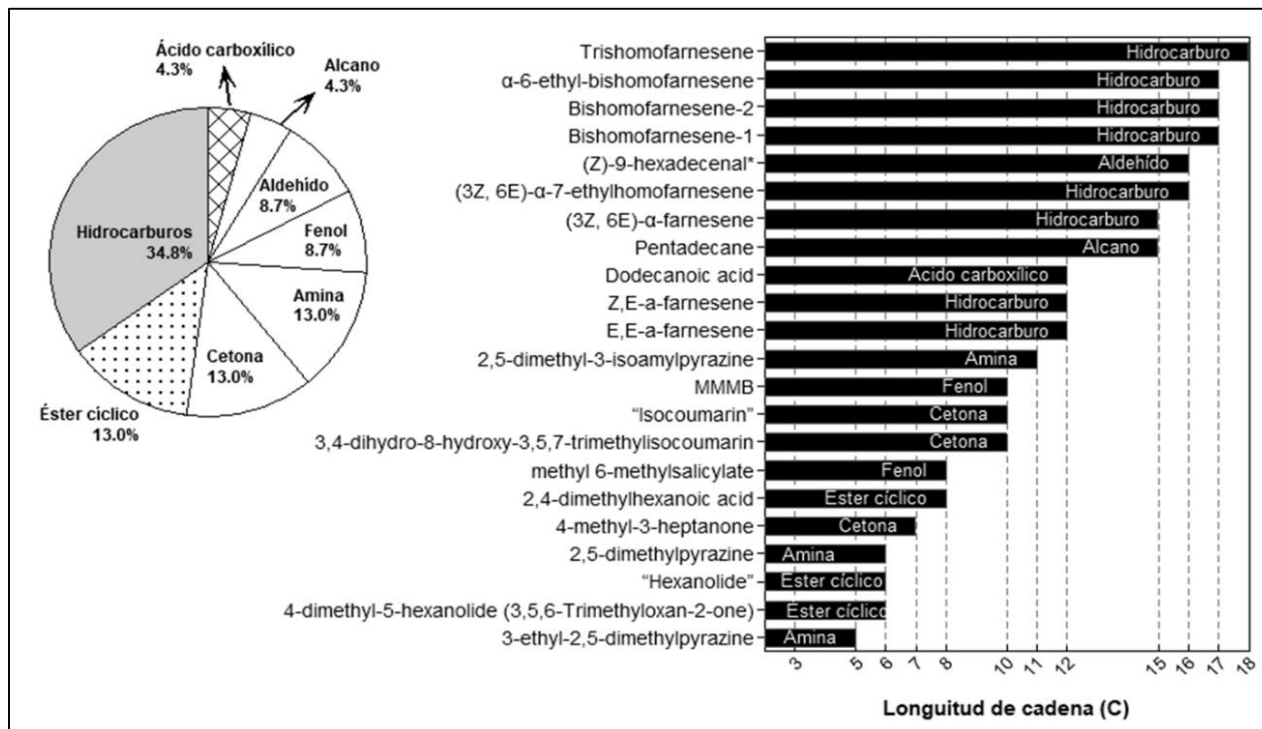 Ácido carboxílico
4.3%
Alcano
4.3%
Aldehído
8.7%
Fenol
8.7%
Amina
13.0%
Cetona
13.0%
Éster cíclico
13.0%
Hidrocarburos
34.8%
Trishomofarnesene Hidrocarburo
α-6-ethyl-bishomofarnesene Hidrocarburo
Bishomofarnesene-2 Hidrocarburo
Bishomofarnesene-1 Hidrocarburo
(Z)-9-hexadecenal* Aldehído
(3Z, 6E)-α-7-ethylhomofarnesene Hidrocarburo
(3Z, 6E)-α-farnesene Hidrocarburo
Pentadecane Alcano
Dodecanoic acid Ácido carboxílico
Z,E-a-farnesene Hidrocarburo
E,E-a-farnesene Hidrocarburo
2,5-dimethyl-3-isoamylpyrazine Amina
MMMB Fenol
“Isocoumarin” Cetona
3,4-dihydro-8-hydroxy-3,5,7-trimethylisocoumarin Cetona
methyl 6-methylsalicylate Fenol
2,4-dimethylhexanoic acid Ester cíclico
4-methyl-3-heptanone Cetona
2,5-dimethylpyrazine Amina
“Hexanolide” Ester cíclico
4-dimethyl-5-hexanolide (3,5,6-Trimethyloxan-2-one) Éster cíclico
3-ethyl-2,5-dimethylpyrazine Amina
3 5 6 7 8 10 11 12 15 16 17 18
Longuitud de cadena (C)